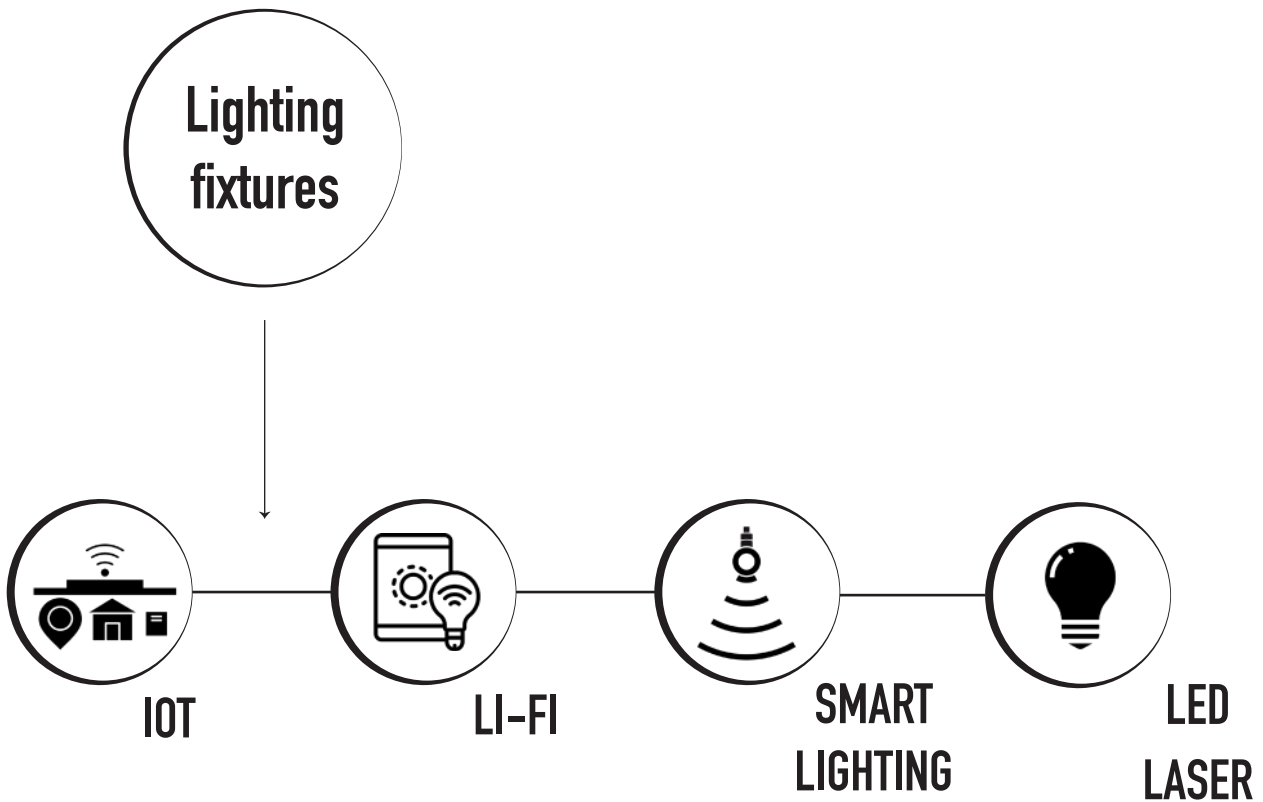 Lighting
fixtures
IOT
LI-FI
SMART
LIGHTING
LED
LASER